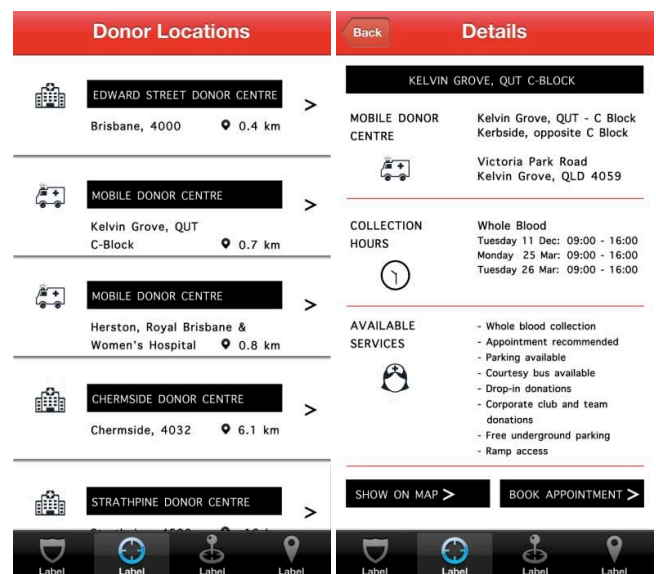 Donor Locations
EDWARD STREET DONOR CENTRE
>
Brisbane, 4000 0.4 km
MOBILE DONOR CENTRE
>
Kelvin Grove, QUT
C-Block 0.7 km
MOBILE DONOR CENTRE
>
Herston, Royal Brisbane &
Women's Hospital 0.8 km
CHERMSIDE DONOR CENTRE
>
Chermside, 4032 6.1 km
STRATHPINE DONOR CENTRE
>
Label Label Label Label
Back Details
KELVIN GROVE, QUT C-BLOCK
MOBILE DONOR
CENTRE
Kelvin Grove, QUT - C Block
Kerbside, opposite C Block
Victoria Park Road
Kelvin Grove, QLD 4059
COLLECTION
HOURS
Whole Blood
Tuesday 11 Dec: 09:00 - 16:00
Monday 25 Mar: 09:00 - 16:00
Tuesday 26 Mar: 09:00 - 16:00
AVAILABLE
SERVICES
- Whole blood collection
- Appointment recommended
- Parking available
- Courtesy bus available
- Drop-in donations
- Corporate club and team
donations
- Free underground parking
- Ramp access
SHOW ON MAP > BOOK APPOINTMENT >
Label Label Label Label